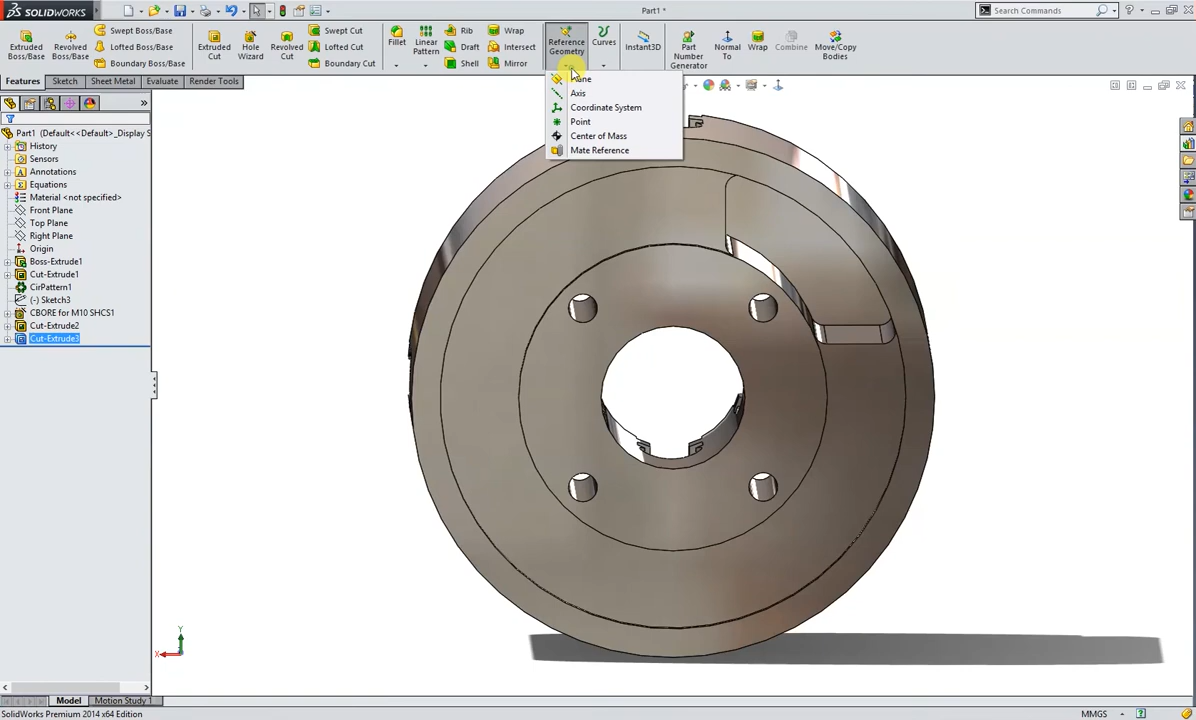 SOLIDWORKS
Part1 *
Search Commands
Extruded Boss/Base
Revolved Boss/Base
Swept Boss/Base
Lofted Boss/Base
Boundary Boss/Base
Extruded Cut
Hole Wizard
Revolved Cut
Swept Cut
Lofted Cut
Boundary Cut
Fillet
Linear Pattern
Rib
Draft
Shell
Wrap
Intersect
Mirror
Reference Geometry
Curves
Instant3D
Part Number Generator
Normal To
Wrap
Combine
Move/Copy Bodies
Features
Sketch
Sheet Metal
Evaluate
Render Tools
Plane
Axis
Coordinate System
Point
Center of Mass
Mate Reference
Part1 (Default<<Default>_Display S
History
Sensors
Annotations
Equations
Material <not specified>
Front Plane
Top Plane
Right Plane
Origin
Boss-Extrude1
Cut-Extrude1
CirPattern1
(-) Sketch3
CBORE for M10 SHCS1
Cut-Extrude2
Cut-Extrude3
Y
X
Model
Motion Study 1
SolidWorks Premium 2014 x64 Edition
MMGS